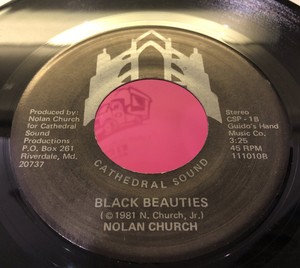 Produced by:
Nolan Church
for Cathedral
Sound
Productions
P.O. Box 261
Riverdale, Md.
20737
Stereo
CSP - 1B
Guido's Hand
Music Co.
3:25
45 RPM
111010B
CATHEDRAL SOUND
BLACK BEAUTIES
(©1981 N. Church, Jr.)
NOLAN CHURCH